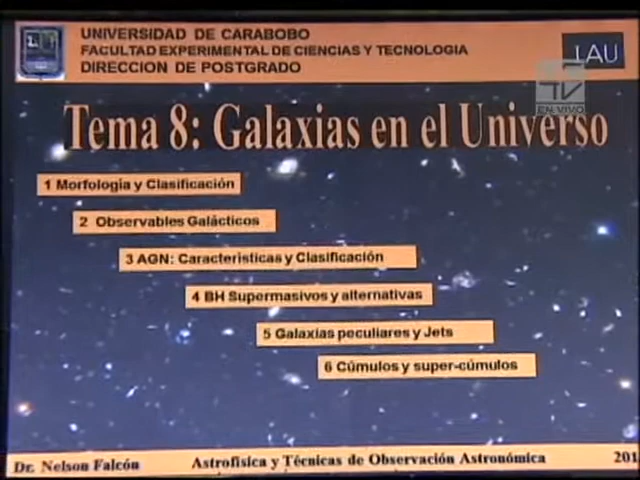 UNIVERSIDAD DE CARABOBO
FACULTAD EXPERIMENTAL DE CIENCIAS Y TECNOLOGIA
DIRECCION DE POSTGRADO
LAU
TV
EN VIVO
Tema 8: Galaxias en el Universo
1 Morfología y Clasificación
2 Observables Galácticos
3 AGN: Caracteristicas y Clasificación
4 BH Supermasivos y alternativas
5 Galaxias peculiares y Jets
6 Cúmulos y super-cúmulos
Dr. Nelson Falcón
Astrofísica y Técnicas de Observación Astronómica